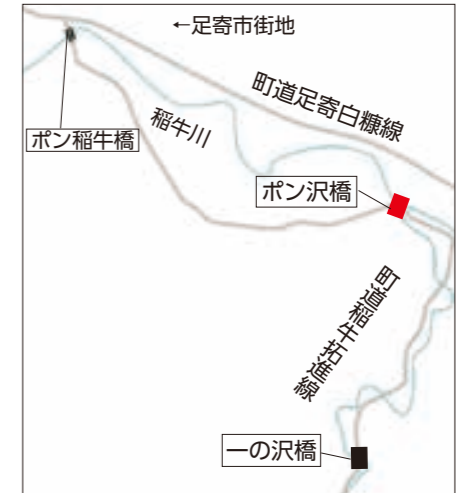 ←足寄市街地
町道足寄白糠線
稲牛川
ポン稲牛橋
ポン沢橋
町道稲牛拓進線
一の沢橋